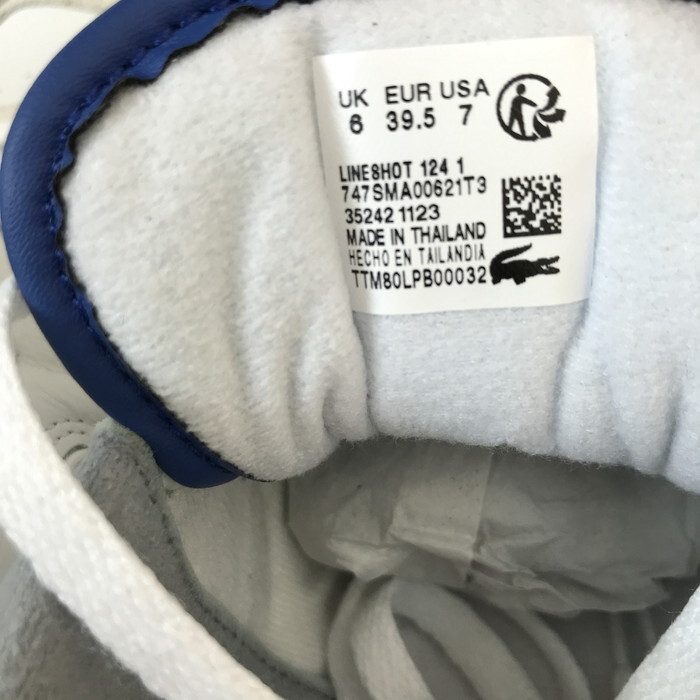 UK EUR USA
6 39.5 7
LINESHOT 124 1
747SMA00621T3
35242 1123
MADE IN THAILAND
HECHO EN TAILANDIA
TTM80LPB00032